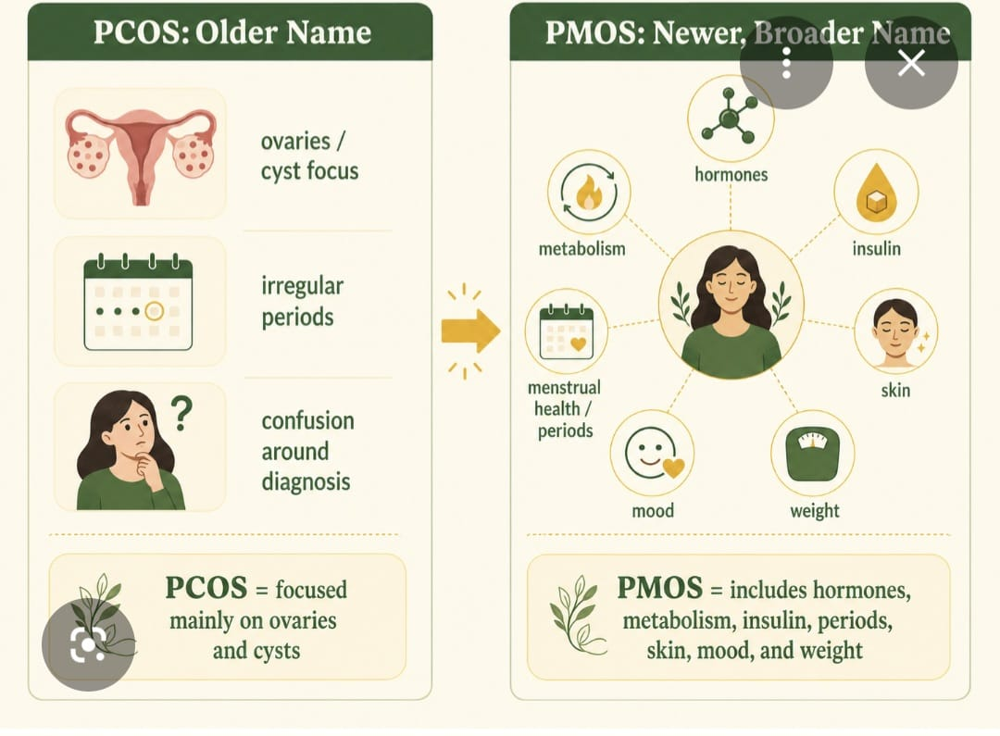 PCOS: Older Name
ovaries /
cyst focus
irregular
periods
confusion
around
diagnosis
?
PCOS = focused
mainly on ovaries
and cysts
PMOS: Newer, Broader Name
hormones
metabolism
insulin
menstrual
health /
periods
skin
mood
weight
PMOS = includes hormones,
metabolism, insulin, periods,
skin, mood, and weight